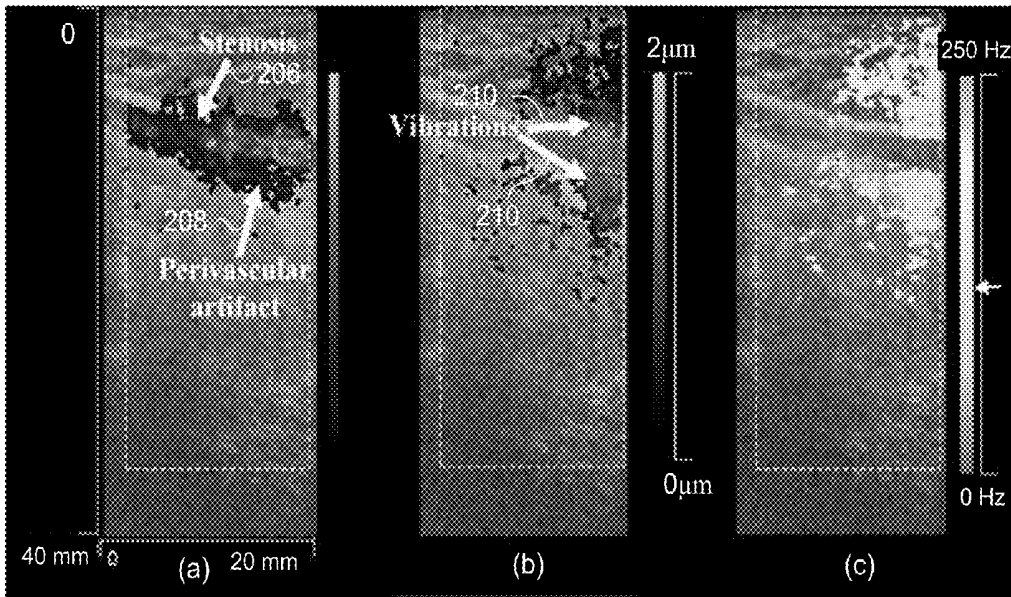 0
Stenosis
206
208
Perivascular
artifact
40 mm
0
20 mm
(a)
2μm
210
Vibrations
210
0μm
(b)
250 Hz
0 Hz
(c)